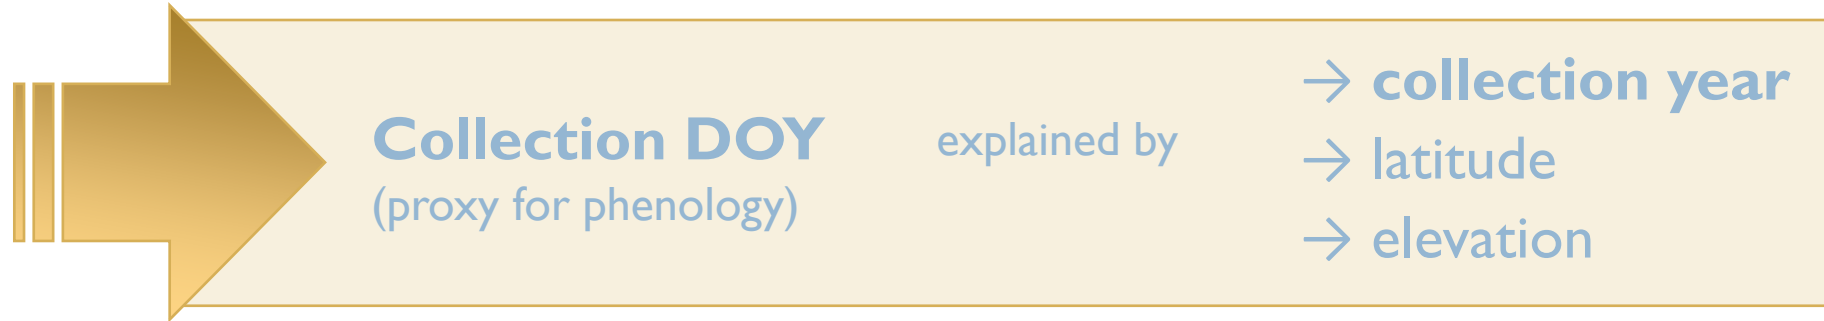 Collection DOY
(proxy for phenology)
explained by
→ collection year
→ latitude
→ elevation